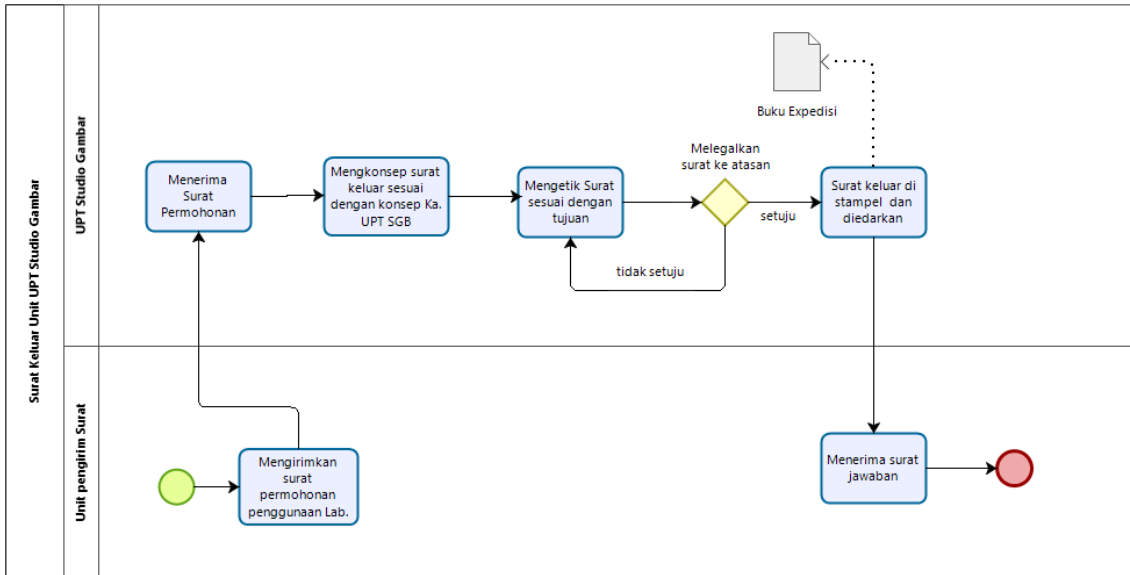 Surat Keluar Unit UPT Studio Gambar
UPT Studio Gambar
Buku Expedisi
Menerima
Surat
Permohonan
Mengkonsep surat
keluar sesuai
dengan konsep Ka.
UPT SGB
Mengetik Surat
sesuai dengan
tujuan
Melegalkan
surat ke atasan
setuju
tidak setuju
Surat keluar di
stampel dan
diedarkan
Unit pengirim Surat
Mengirimkan
surat
permohonan
penggunaan Lab.
Menerima surat
jawaban